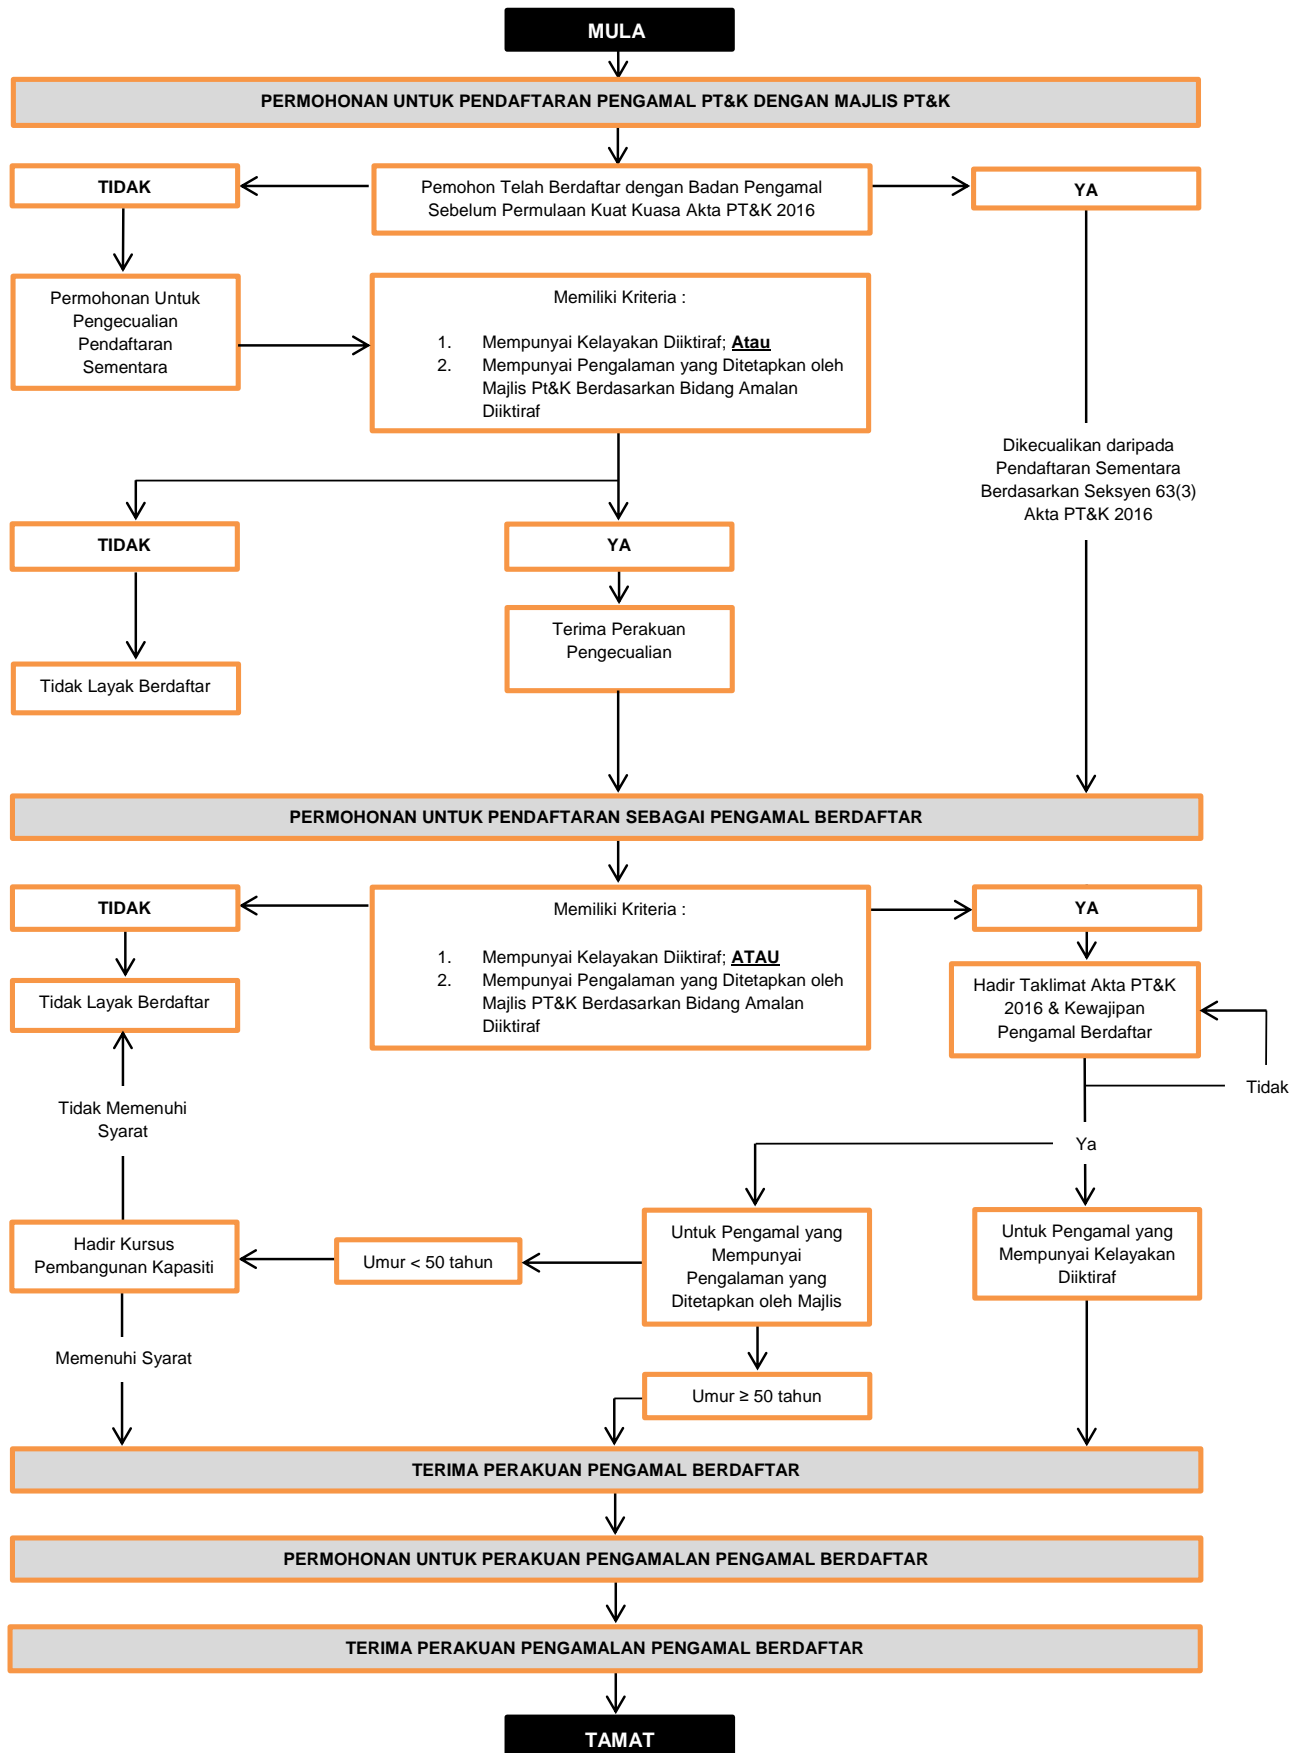 MULA
PERMOHONAN UNTUK PENDAFTARAN PENGAMAL PT&K DENGAN MAJLIS PT&K
TIDAK
Pemohon Telah Berdaftar dengan Badan Pengamal
Sebelum Permulaan Kuat Kuasa Akta PT&K 2016
YA
Permohonan Untuk
Pengecualian
Pendaftaran
Sementara
Memiliki Kriteria :
1. Mempunyai Kelayakan Diiktiraf; Atau
2. Mempunyai Pengalaman yang Ditetapkan oleh
Majlis Pt&K Berdasarkan Bidang Amalan
Diiktiraf
Dikecualikan daripada
Pendaftaran Sementara
Berdasarkan Seksyen 63(3)
Akta PT&K 2016
TIDAK
YA
Terima Perakuan
Pengecualian
Tidak Layak Berdaftar
PERMOHONAN UNTUK PENDAFTARAN SEBAGAI PENGAMAL BERDAFTAR
TIDAK
Memiliki Kriteria :
1. Mempunyai Kelayakan Diiktiraf; ATAU
2. Mempunyai Pengalaman yang Ditetapkan oleh
Majlis PT&K Berdasarkan Bidang Amalan
Diiktiraf
YA
Tidak Layak Berdaftar
Hadir Taklimat Akta PT&K
2016 & Kewajipan
Pengamal Berdaftar
Tidak
Tidak Memenuhi
Syarat
Ya
Hadir Kursus
Pembangunan Kapasiti
Umur < 50 tahun
Untuk Pengamal yang
Mempunyai
Pengalaman yang
Ditetapkan oleh Majlis
Untuk Pengamal yang
Mempunyai Kelayakan
Diiktiraf
Memenuhi Syarat
Umur ≥ 50 tahun
TERIMA PERAKUAN PENGAMAL BERDAFTAR
PERMOHONAN UNTUK PERAKUAN PENGAMALAN PENGAMAL BERDAFTAR
TERIMA PERAKUAN PENGAMALAN PENGAMAL BERDAFTAR
TAMAT